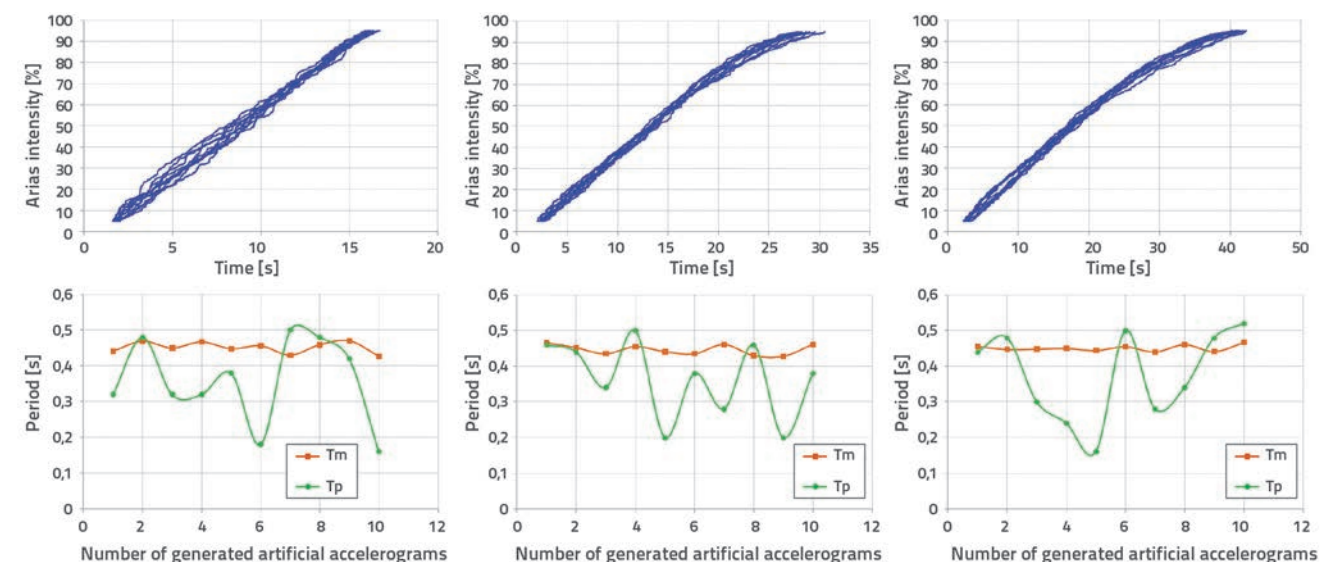 Arias intensity [%]
100
90
80
70
60
50
40
30
20
10
0
0 5 10 15 20
Time [s]
Arias intensity [%]
100
90
80
70
60
50
40
30
20
10
0
0 5 10 15 20 25 30 35
Time [s]
Arias intensity [%]
100
90
80
70
60
50
40
30
20
10
0
0 10 20 30 40 50
Time [s]
Period [s]
0,6
0,5
0,4
0,3
0,2
0,1
0
Tm
Tp
0 2 4 6 8 10 12
Number of generated artificial accelerograms
Period [s]
0,6
0,5
0,4
0,3
0,2
0,1
0
Tm
Tp
0 2 4 6 8 10 12
Number of generated artificial accelerograms
Period [s]
0,6
0,5
0,4
0,3
0,2
0,1
0
Tm
Tp
0 2 4 6 8 10 12
Number of generated artificial accelerograms